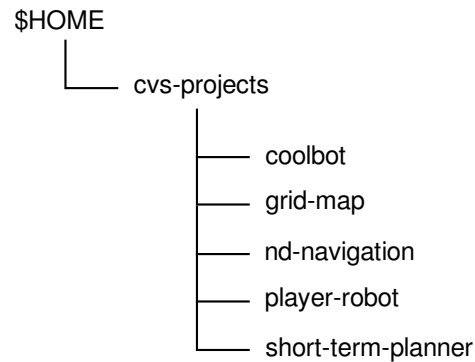 $HOME
cvs-projects
coolbot
grid-map
nd-navigation
player-robot
short-term-planner